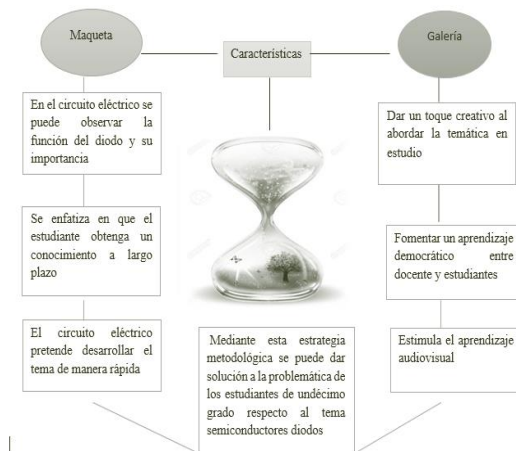 Maqueta
Características
Galería
En el circuito eléctrico se
puede observar la
función del diodo y su
importancia
Se enfatiza en que el
estudiante obtenga un
conocimiento a largo
plazo
El circuito eléctrico
pretende desarrollar el
tema de manera rápida
Dar un toque creativo al
abordar la temática en
estudio
Fomentar un aprendizaje
democrático entre
docente y estudiantes
Estimula el aprendizaje
audiovisual
Mediante esta estrategia
metodológica se puede dar
solución a la problemática de
los estudiantes de undécimo
grado respecto al tema
semiconductores diodos